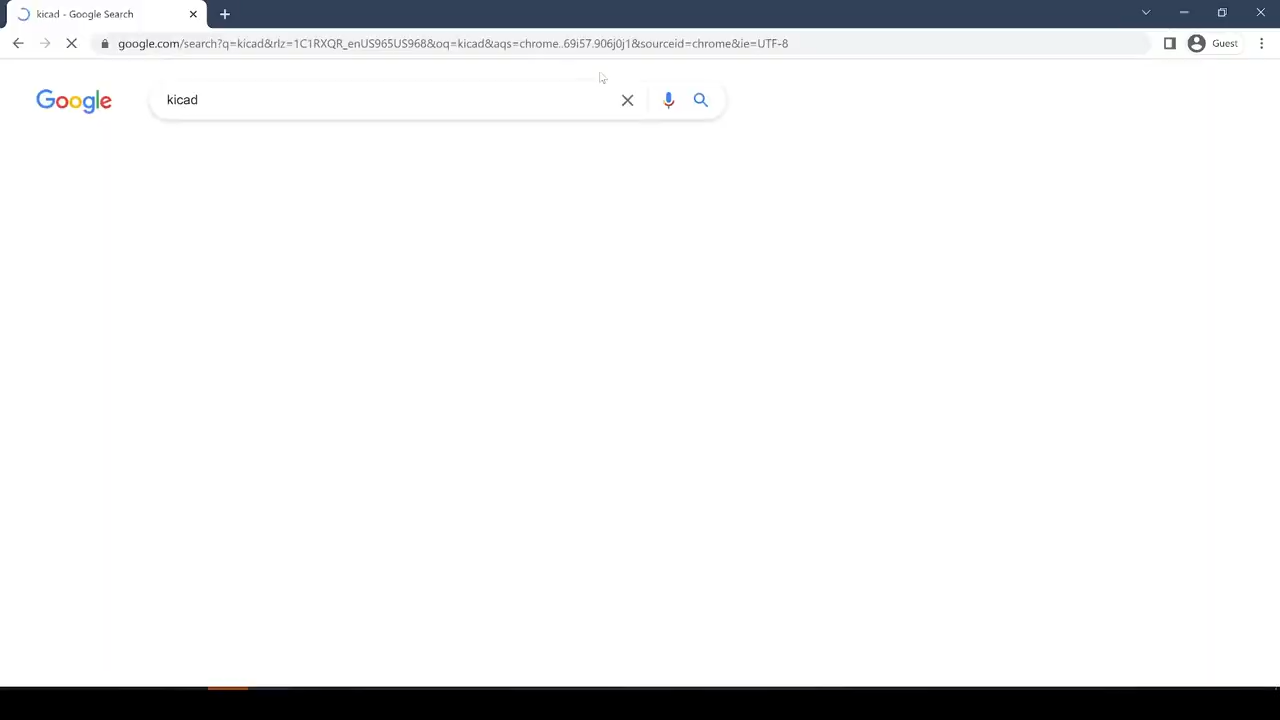 kicad - Google Search
google.com/search?q=kicad&rlz=1C1RXQR_enUS965US968&oq=kicad&aqs=chrome..69i57.906j0j1&sourceid=chrome&ie=UTF-8
Guest
Google
kicad